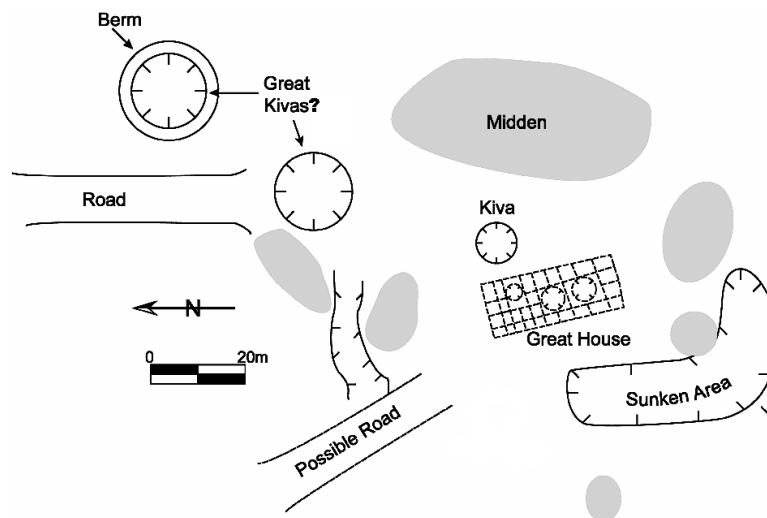 Berm
Great
Kivas?
Midden
Road
Kiva
N
0 20m
Great House
Sunken Area
Possible Road